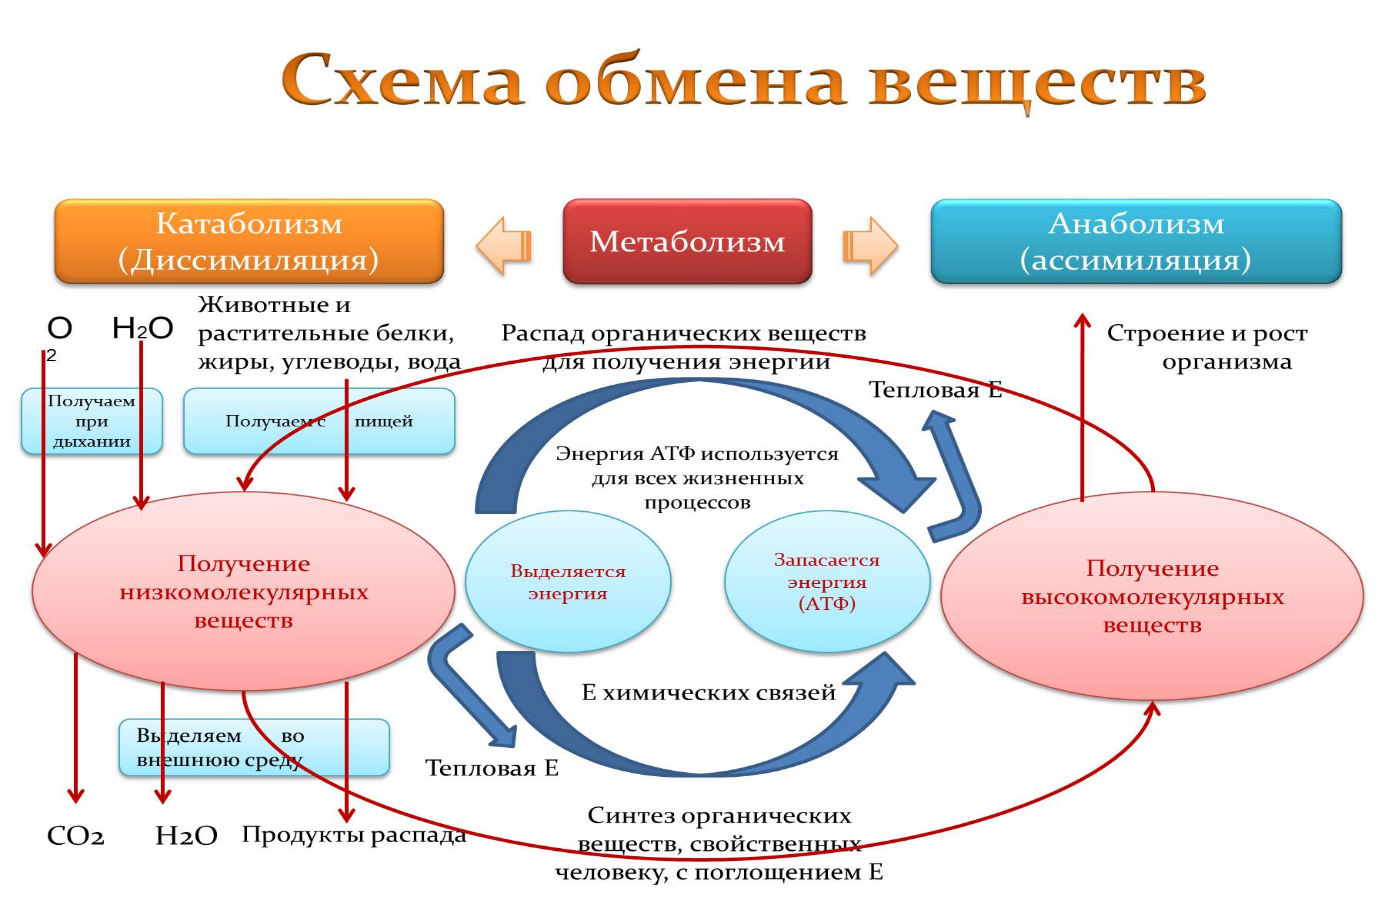 Схема обмена веществ
Катаболизм
(Диссимиляция)
Метаболизм
Анаболизм
(ассимиляция)
O
2
H2O
Животные и
растительные белки,
жиры, углеводы, вода
Распад органических веществ
для получения энергии
Тепловая Е
Строение и рост
организма
Получаем
при
дыхании
Получаем с пищей
Энергия АТФ используется
для всех жизненных
процессов
Получение
низкомолекулярных
веществ
Выделяется
энергия
Запасается
энергия
(АТФ)
Получение
высокомолекулярных
веществ
Е химических связей
Выделяем во
внешнюю среду
Тепловая Е
СО2
Н2О
Продукты распада
Синтез органических
веществ, свойственных
человеку, с поглощением Е